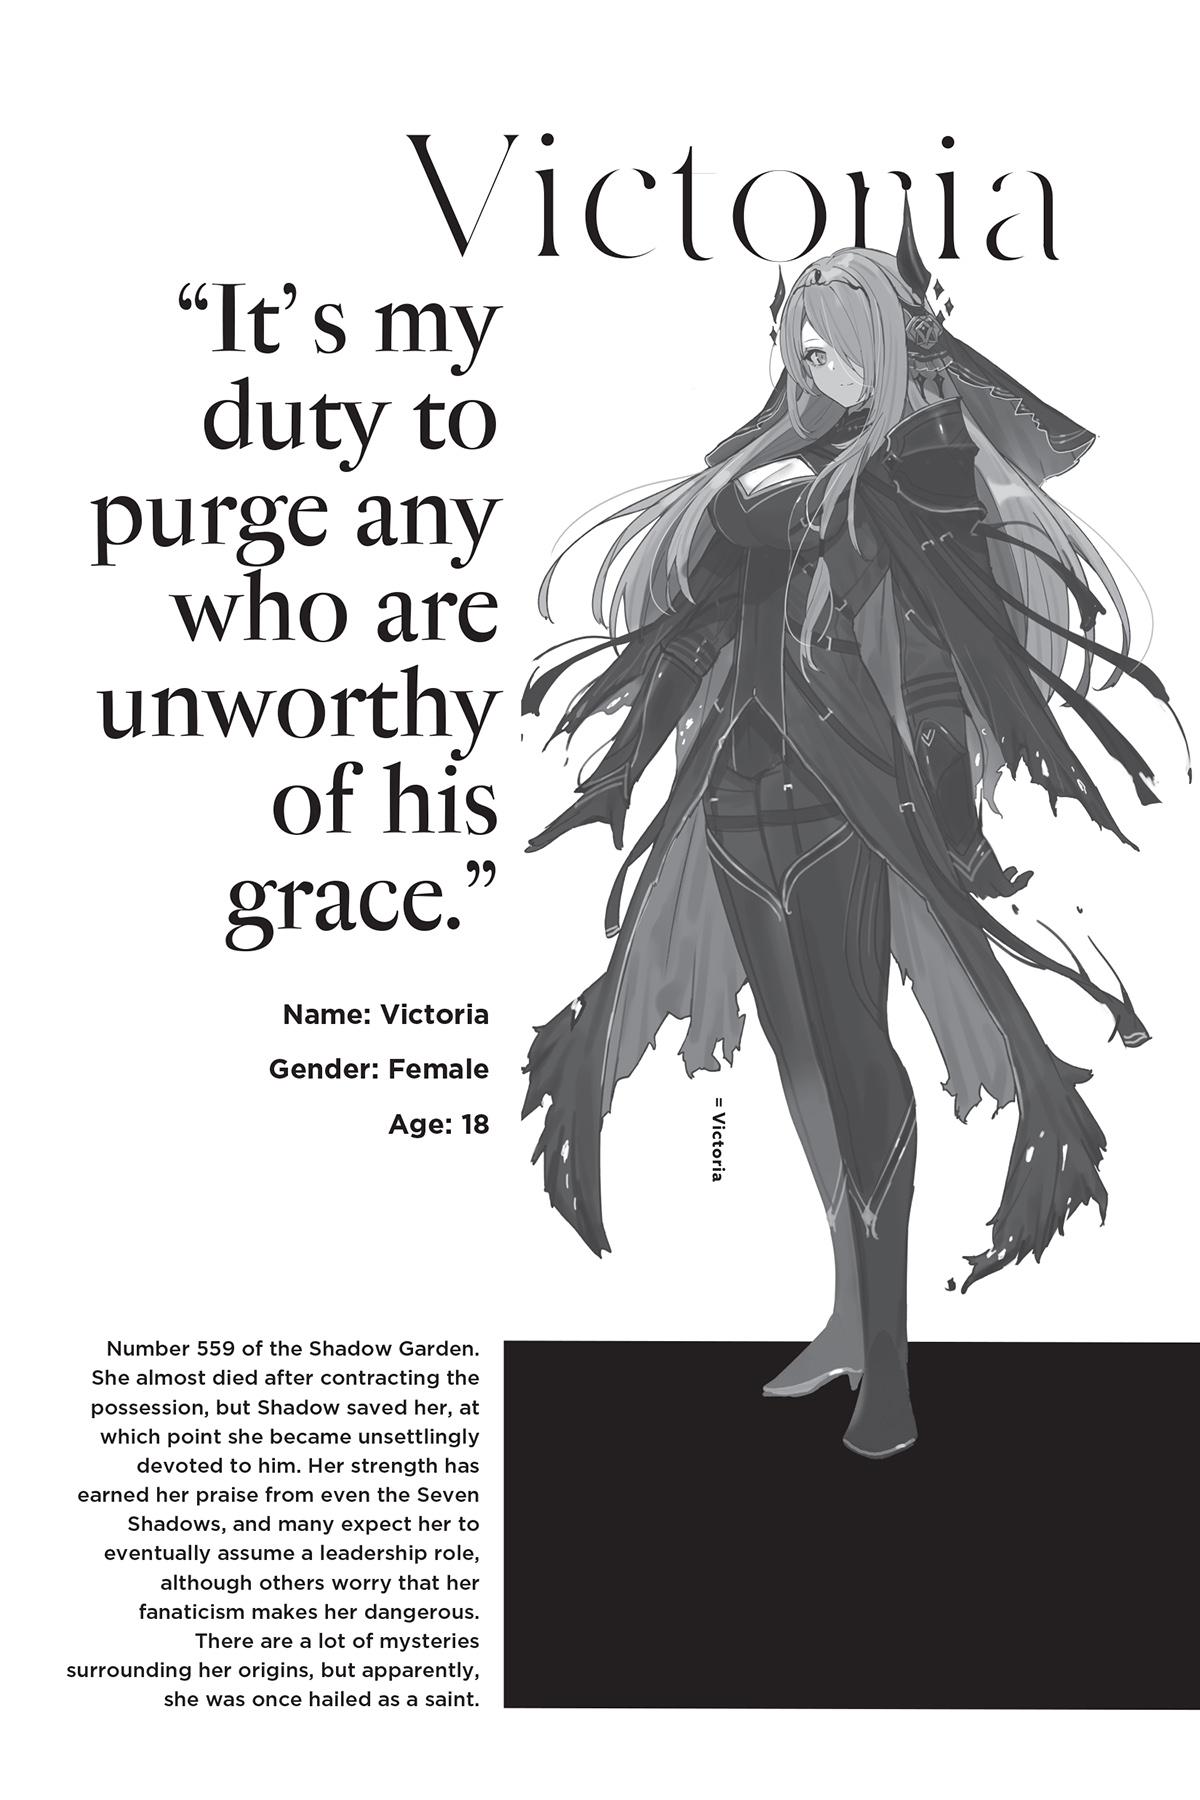 Victoria
“It’s my
duty to
purge any
who are
unworthy
of his
grace.”
Name: Victoria
Gender: Female
Age: 18
= Victoria
Number 559 of the Shadow Garden.
She almost died after contracting the
possession, but Shadow saved her, at
which point she became unsettlingly
devoted to him. Her strength has
earned her praise from even the Seven
Shadows, and many expect her to
eventually assume a leadership role,
although others worry that her
fanaticism makes her dangerous.
There are a lot of mysteries
surrounding her origins, but apparently,
she was once hailed as a saint.